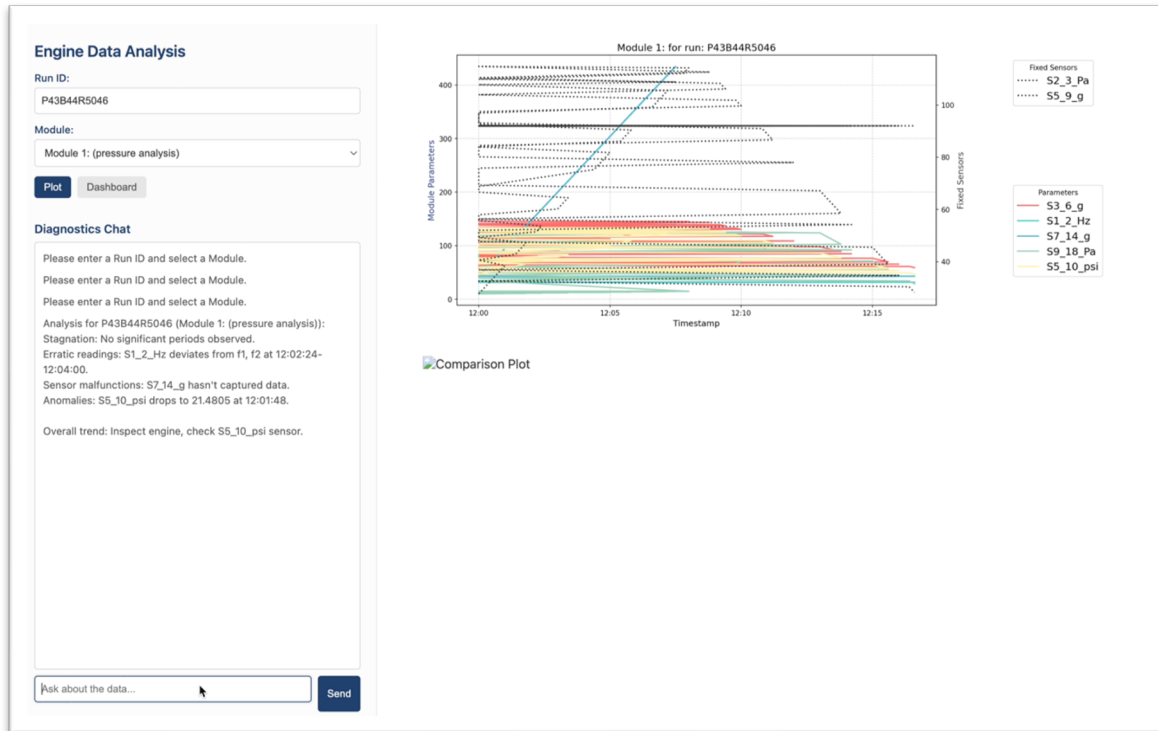 Engine Data Analysis
Run ID:
P43B44R5046
Module:
Module 1: (pressure analysis)
Plot
Dashboard
Diagnostics Chat
Please enter a Run ID and select a Module.
Please enter a Run ID and select a Module.
Please enter a Run ID and select a Module.
Analysis for P43B44R5046 (Module 1: (pressure analysis)):
Stagnation: No significant periods observed.
Erratic readings: S1_2_Hz deviates from f1, f2 at 12:02:24-
12:04:00.
Sensor malfunctions: S7_14_g hasn't captured data.
Anomalies: S5_10_psi drops to 21.4805 at 12:01:48.
Overall trend: Inspect engine, check S5_10_psi sensor.
Ask about the data...
Send
Module 1: for run: P43B44R5046
Module Parameters
400
300
200
100
0
12:00
12:05
12:10
12:15
Timestamp
100
80
60
40
Fixed Sensors
Fixed Sensors
S2_3_Pa
S5_9_g
Parameters
S3_6_g
S1_2_Hz
S7_14_g
S9_18_Pa
S5_10_psi
Comparison Plot